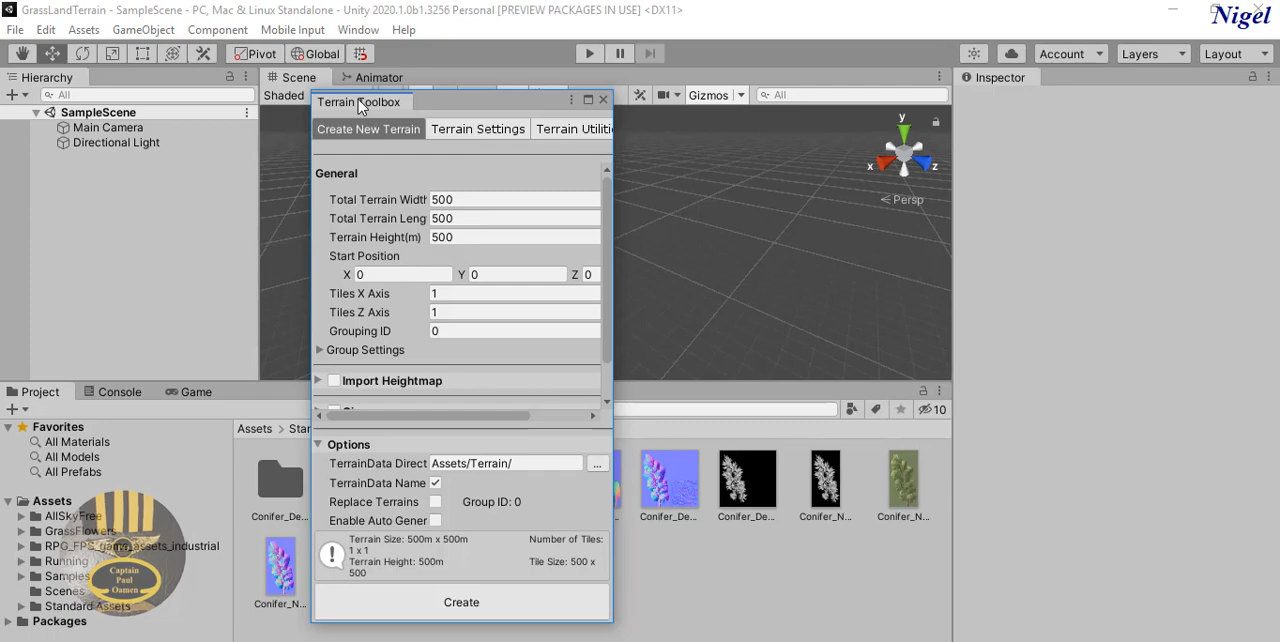 GrassLandTerrain - SampleScene - PC, Mac & Linux Standalone - Unity 2020.1.0b1.3256 Personal [PREVIEW PACKAGES IN USE] <DX11>
Nigel
File Edit Assets GameObject Component Mobile Input Window Help
Pivot Global Account Layers Layout
Hierarchy Scene Animator Inspector
All Shaded Gizmos All
SampleScene
Main Camera
Directional Light
Terrain Toolbox
Create New Terrain Terrain Settings Terrain Utiliti
General
Total Terrain Width 500
Total Terrain Leng 500
Terrain Height(m) 500
Start Position
X 0 Y 0 Z 0
Tiles X Axis 1
Tiles Z Axis 1
Grouping ID 0
Group Settings
Import Heightmap
y
x z
Persp
Project Console Game
10
Favorites
All Materials
All Models
All Prefabs
Assets
AllSkyFree
GrassFlowers
RPG_FPS_game_assets_industrial
Running
Samples
Scenes
Standard Assets
Packages
Captain
Paul
Oamen
Assets Star
Conifer_De... Conifer_De... Conifer_De... Conifer_N... Conifer_N...
Conifer_N...
Options
TerrainData Direct Assets/Terrain/ ...
TerrainData Name
Replace Terrains Group ID: 0
Enable Auto Gener
Terrain Size: 500m x 500m Number of Tiles:
1 x 1
Terrain Height: 500m Tile Size: 500 x
500
Create